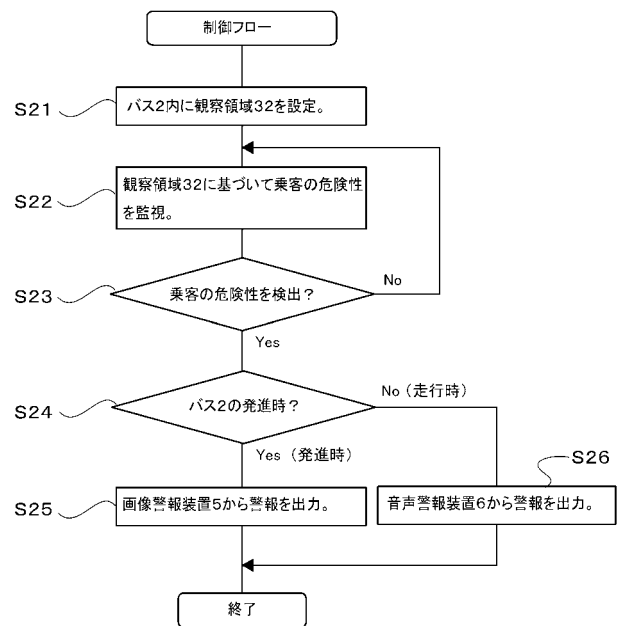 制御フロー
S21
バス2内に観察領域32を設定。
S22
観察領域32に基づいて乗客の危険性
を監視。
S23
乗客の危険性を検出?
No
Yes
S24
バス2の発進時?
No(走行時)
Yes(発進時)
S26
S25
画像警報装置5から警報を出力。
音声警報装置6から警報を出力。
終了